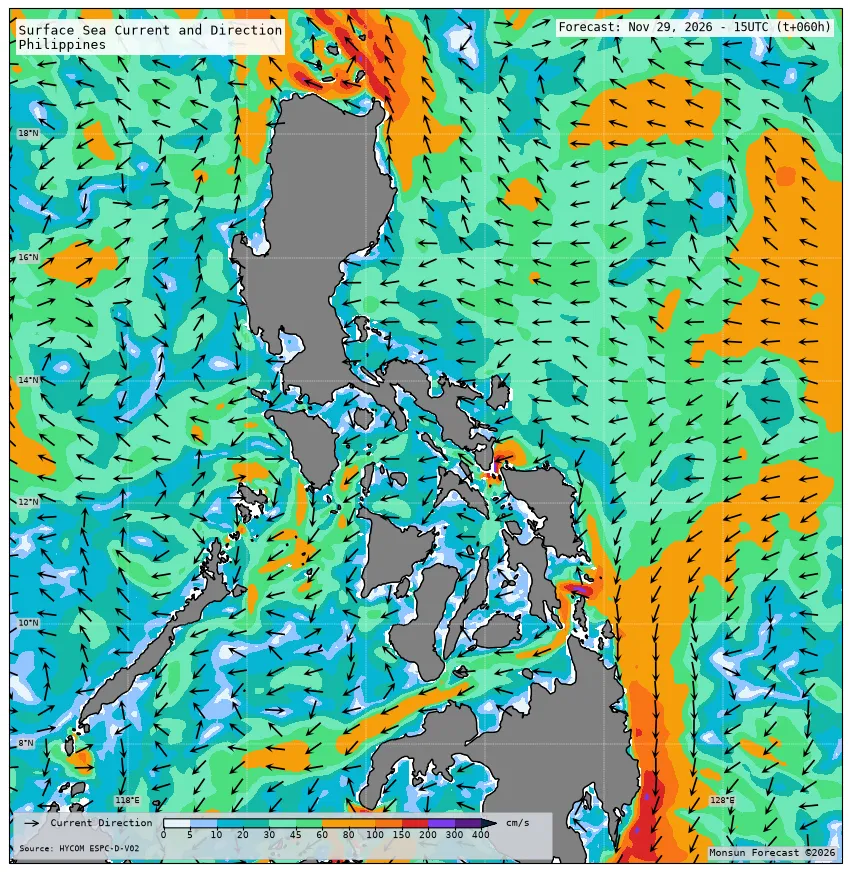 Surface Sea Current and Direction
Philippines
Forecast: Nov 29, 2026 - 15UTC (t+060h)
18°N
16°N
14°N
12°N
10°N
8°N
118°E
128°E
Current Direction
0 5 10 20 30 45 60 80 100 150 200 300 400
cm/s
Source: HYCOM ESPC-D-V02
Monsun Forecast ©2026